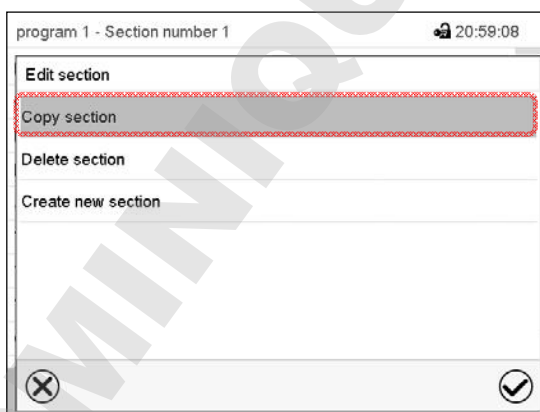 program 1 - Section number 1 20:59:08
Edit section
Copy section
Delete section
Create new section